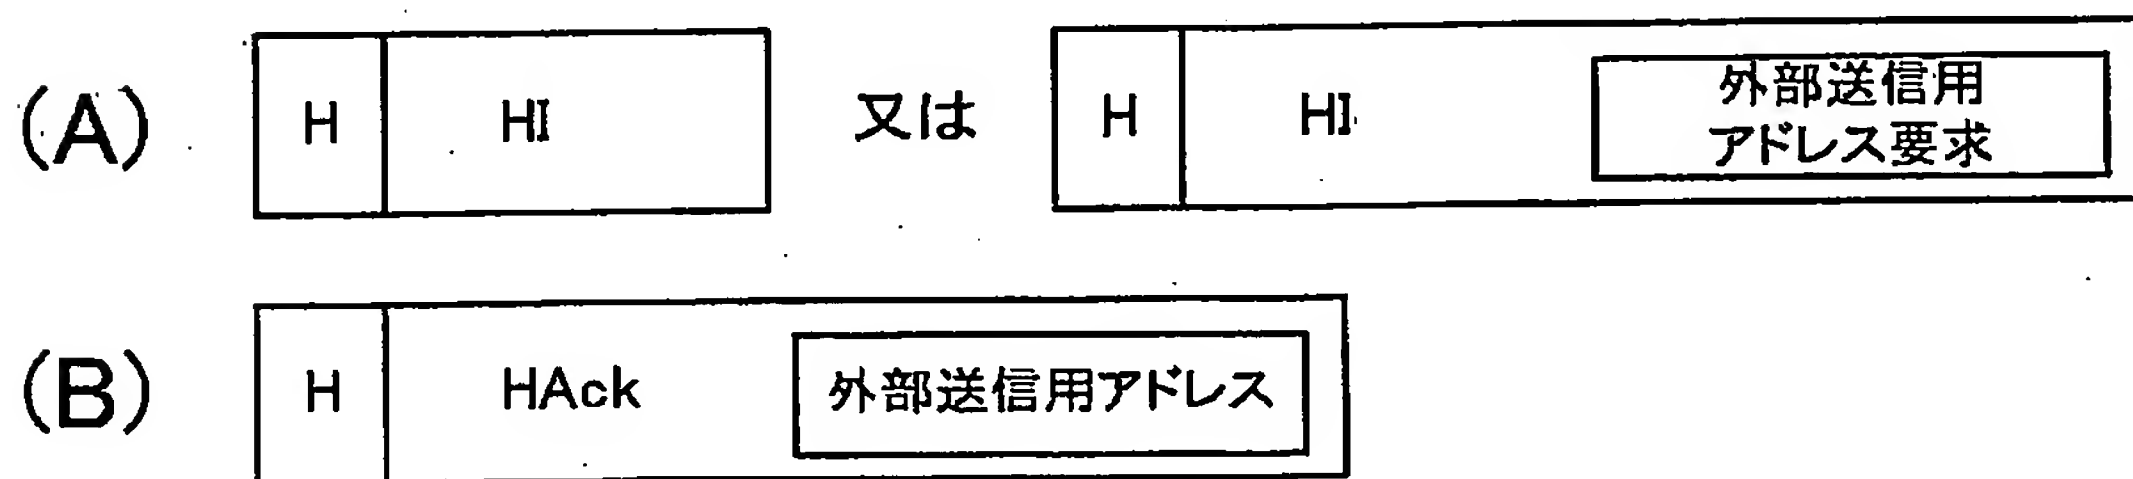 (A) H HI 又は H HI 外部送信用
アドレス要求
(B) H HAck 外部送信用アドレス